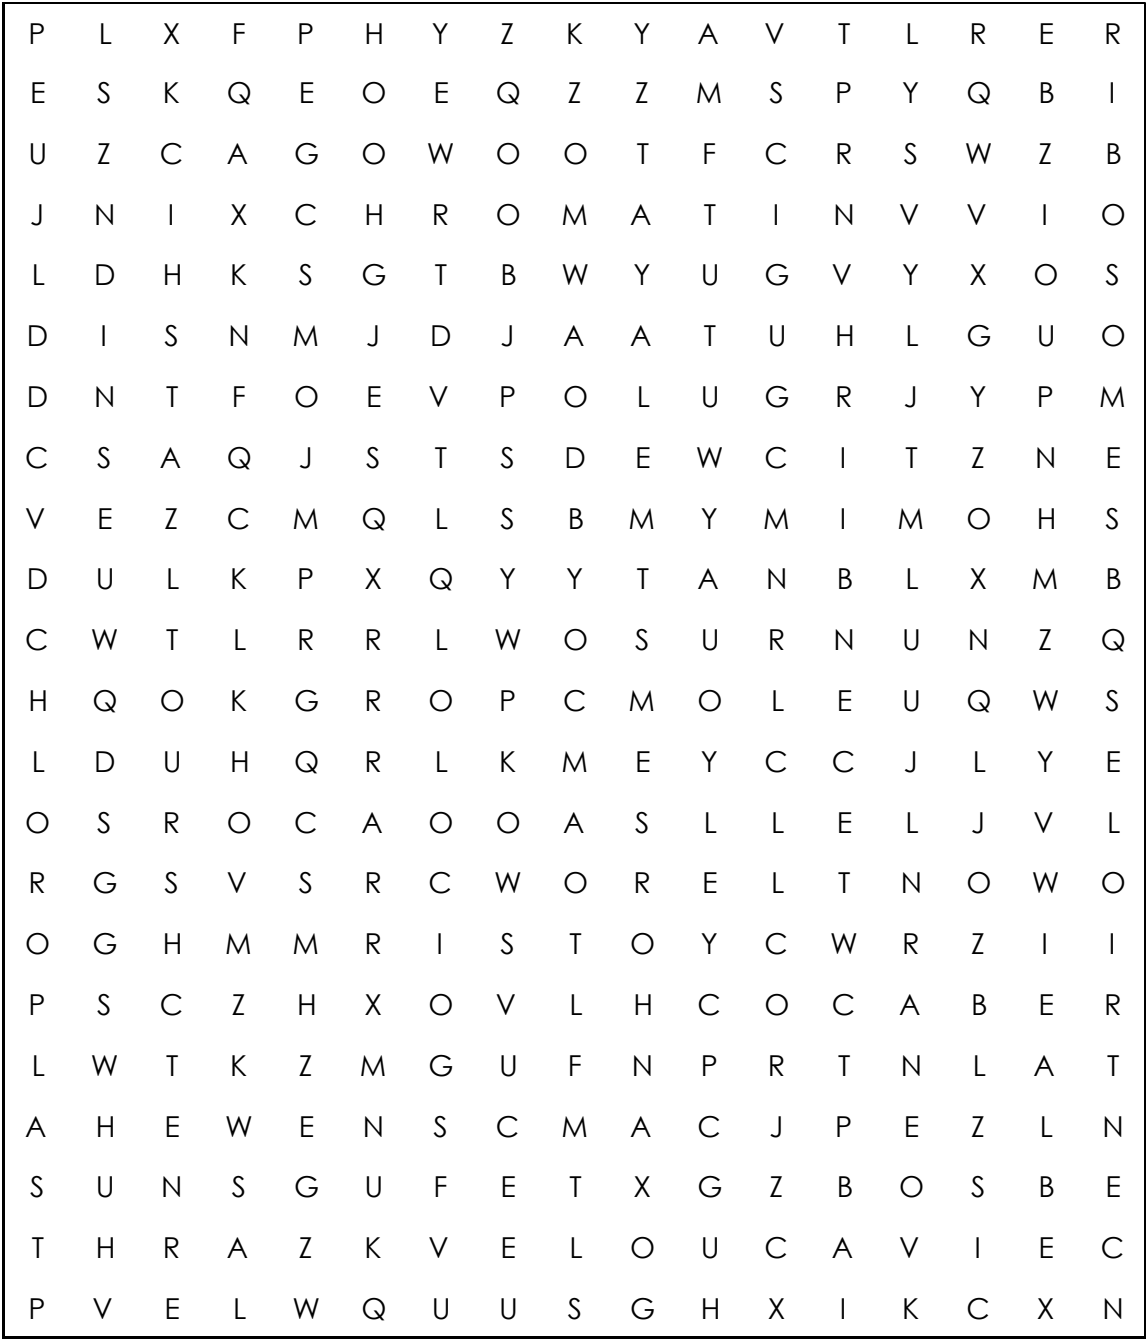 P L X F P H Y Z K Y A V T L R E R
E S K Q E O E Q Z Z M S P Y Q B I
U Z C A G O W O O T F C R S W Z B
J N I X C H R O M A T I N V V I O
L D H K S G T B W Y U G V Y X O S
D I S N M J D J A A T U H L G U O
D N T F O E V P O L U G R J Y P M
C S A Q J S T S D E W C I T Z N E
V E Z C M Q L S B M Y M I M O H S
D U L K P X Q Y Y T A N B L X M B
C W T L R R L W O S U R N U N Z Q
H Q O K G R O P C M O L E U Q W S
L D U H Q R L K M E Y C C J L Y E
O S R O C A O O A S L L E L J V L
R G S V S R C W O R E L T N O W O
O G H M M R I S T O Y C W R Z I I
P S C Z H X O V L H C O C A B E R
L W T K Z M G U F N P R T N L A T
A H E W E N S C M A C J P E Z L N
S U N S G U F E T X G Z B O S B E
T H R A Z K V E L O U C A V I E C
P V E L W Q U U S G H X I K C X N